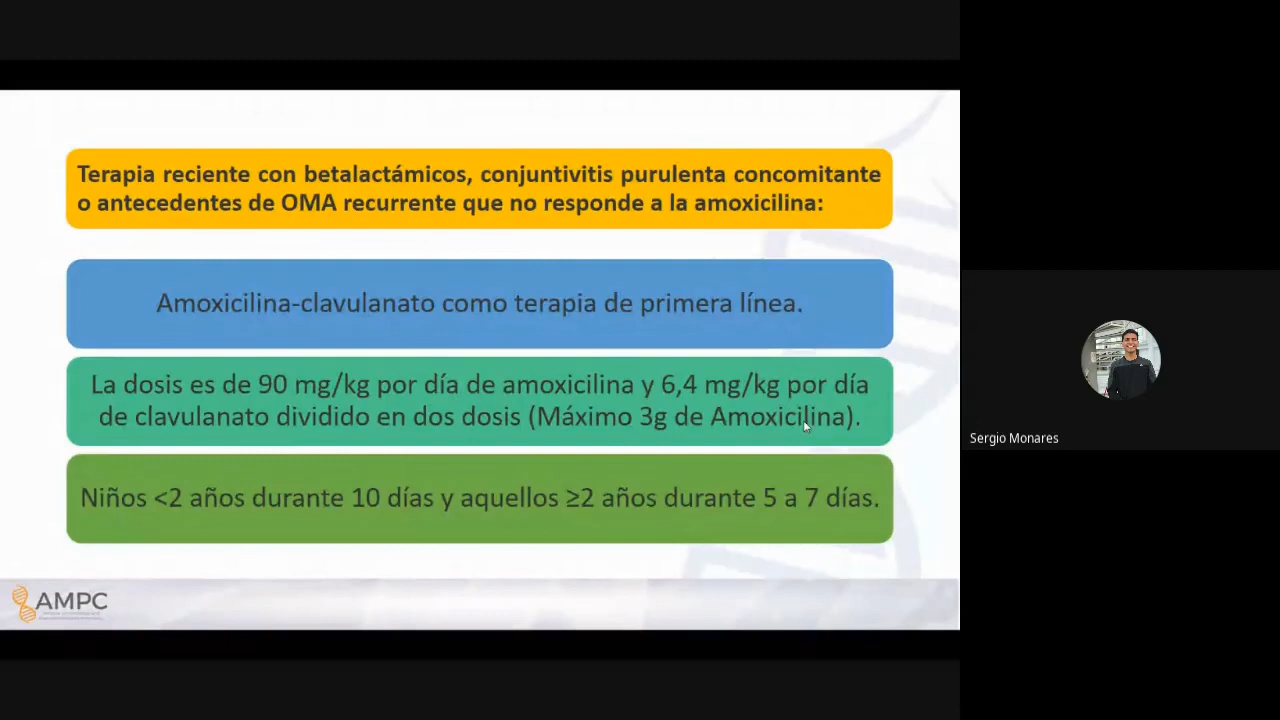 Terapia reciente con betalactámicos, conjuntivitis purulenta concomitante
o antecedentes de OMA recurrente que no responde a la amoxicilina:
Amoxicilina-clavulanato como terapia de primera línea.
La dosis es de 90 mg/kg por día de amoxicilina y 6,4 mg/kg por día
de clavulanato dividido en dos dosis (Máximo 3g de Amoxicilina).
Niños <2 años durante 10 días y aquellos ≥2 años durante 5 a 7 días.
AMPC
Sergio Monares